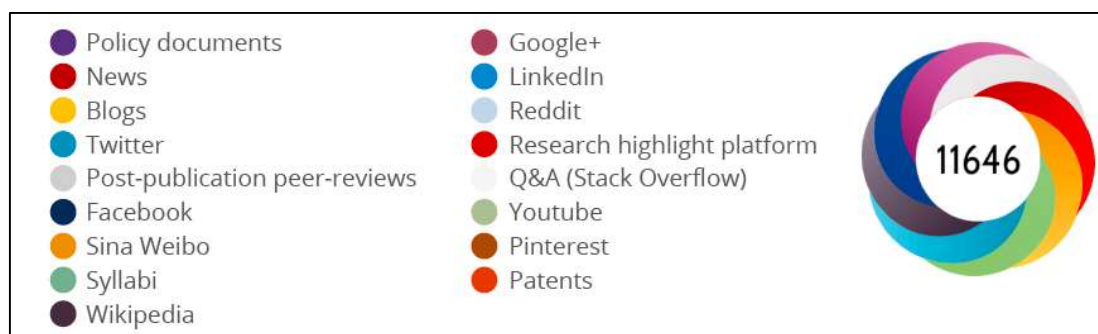 Policy documents
News
Blogs
Twitter
Post-publication peer-reviews
Facebook
Sina Weibo
Syllabi
Wikipedia
Google+
LinkedIn
Reddit
Research highlight platform
Q&A (Stack Overflow)
Youtube
Pinterest
Patents
11646